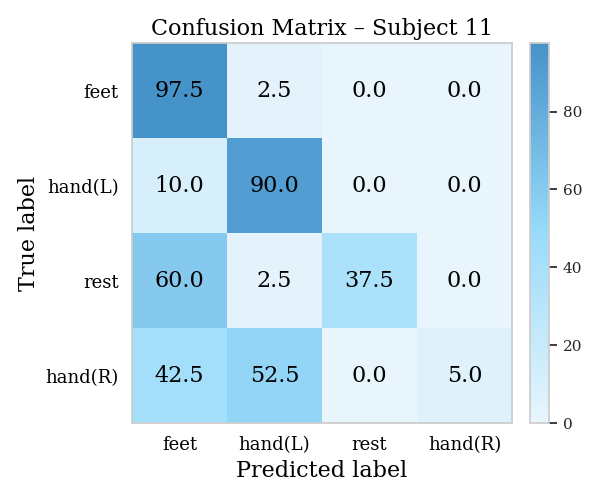 Confusion Matrix – Subject 11
True label
feet 97.5 2.5 0.0 0.0
hand(L) 10.0 90.0 0.0 0.0
rest 60.0 2.5 37.5 0.0
hand(R) 42.5 52.5 0.0 5.0
feet hand(L) rest hand(R)
Predicted label
80
60
40
20
0